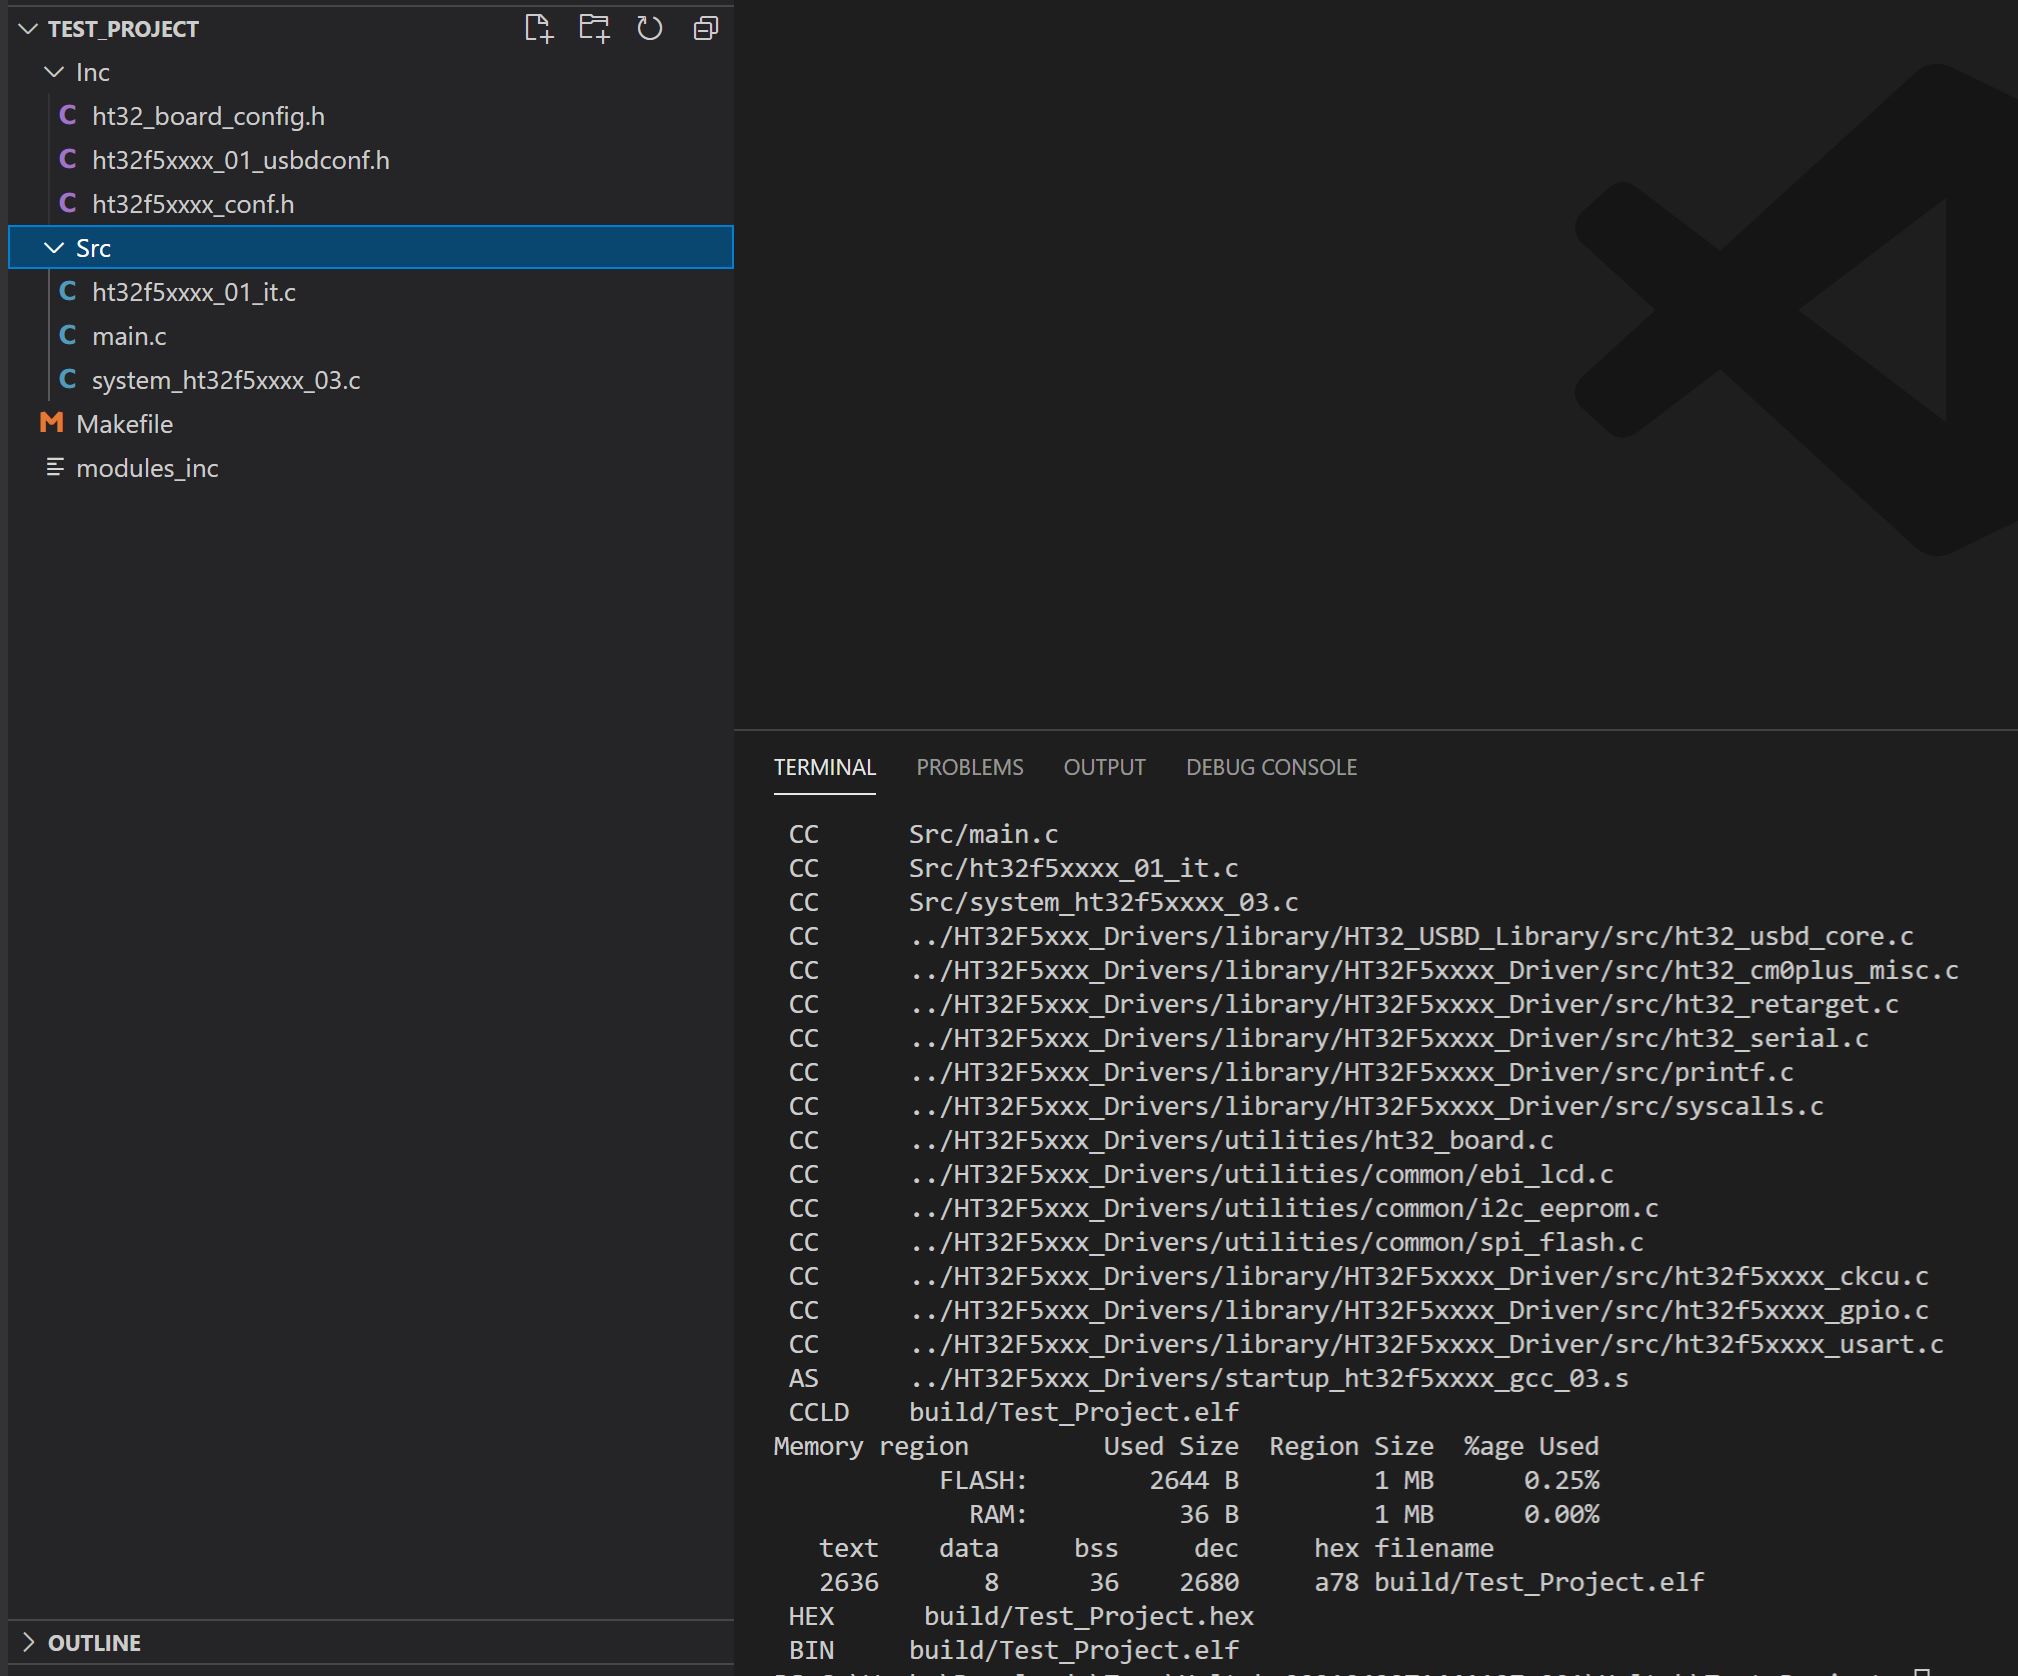 TEST_PROJECT
Inc
C ht32_board_config.h
C ht32f5xxxx_01_usbdconf.h
C ht32f5xxxx_conf.h
Src
C ht32f5xxxx_01_it.c
C main.c
C system_ht32f5xxxx_03.c
M Makefile
modules_inc
OUTLINE
TERMINAL PROBLEMS OUTPUT DEBUG CONSOLE
CC Src/main.c
CC Src/ht32f5xxxx_01_it.c
CC Src/system_ht32f5xxxx_03.c
CC ../HT32F5xxx_Drivers/library/HT32_USBD_Library/src/ht32_usbd_core.c
CC ../HT32F5xxx_Drivers/library/HT32F5xxxx_Driver/src/ht32_cm0plus_misc.c
CC ../HT32F5xxx_Drivers/library/HT32F5xxxx_Driver/src/ht32_retarget.c
CC ../HT32F5xxx_Drivers/library/HT32F5xxxx_Driver/src/ht32_serial.c
CC ../HT32F5xxx_Drivers/library/HT32F5xxxx_Driver/src/printf.c
CC ../HT32F5xxx_Drivers/library/HT32F5xxxx_Driver/src/syscalls.c
CC ../HT32F5xxx_Drivers/utilities/ht32_board.c
CC ../HT32F5xxx_Drivers/utilities/common/ebi_lcd.c
CC ../HT32F5xxx_Drivers/utilities/common/i2c_eeprom.c
CC ../HT32F5xxx_Drivers/utilities/common/spi_flash.c
CC ../HT32F5xxx_Drivers/library/HT32F5xxxx_Driver/src/ht32f5xxxx_ckcu.c
CC ../HT32F5xxx_Drivers/library/HT32F5xxxx_Driver/src/ht32f5xxxx_gpio.c
CC ../HT32F5xxx_Drivers/library/HT32F5xxxx_Driver/src/ht32f5xxxx_usart.c
AS ../HT32F5xxx_Drivers/startup_ht32f5xxxx_gcc_03.s
CCLD build/Test_Project.elf
Memory region Used Size Region Size %age Used
FLASH: 2644 B 1 MB 0.25%
RAM: 36 B 1 MB 0.00%
text data bss dec hex filename
2636 8 36 2680 a78 build/Test_Project.elf
HEX build/Test_Project.hex
BIN build/Test_Project.elf